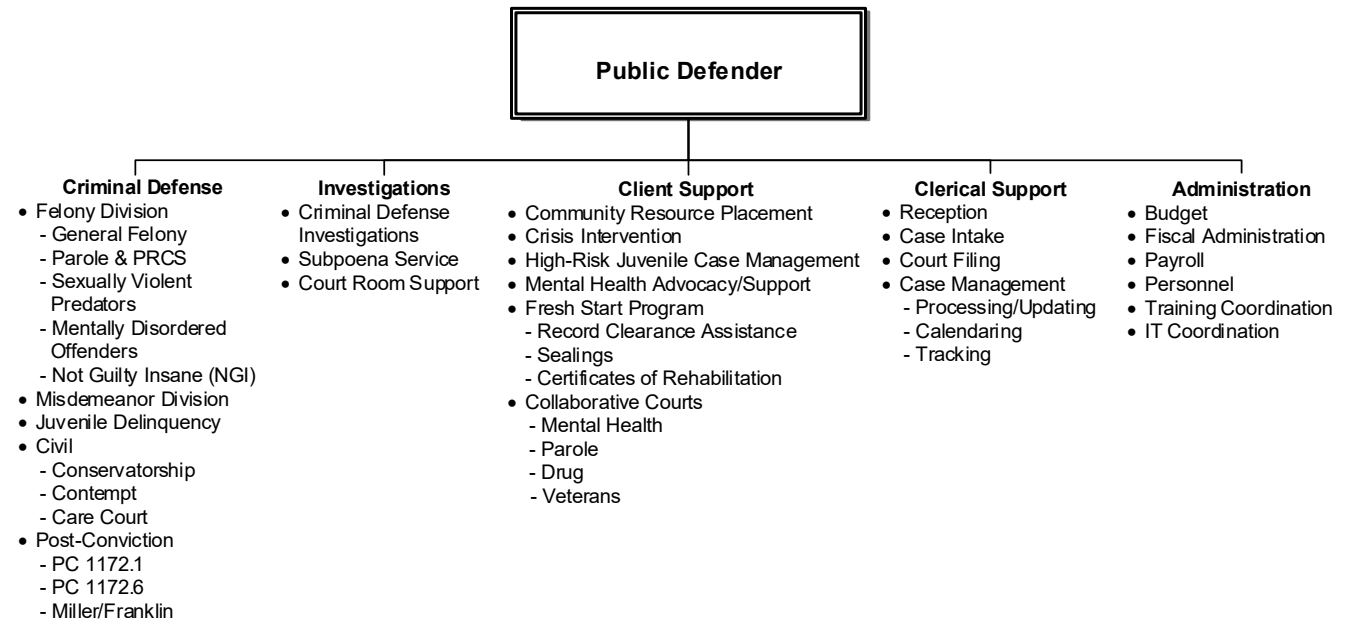 Public Defender
Criminal Defense
• Felony Division
- General Felony
- Parole & PRCS
- Sexually Violent
Predators
- Mentally Disordered
Offenders
- Not Guilty Insane (NGI)
• Misdemeanor Division
• Juvenile Delinquency
• Civil
- Conservatorship
- Contempt
- Care Court
• Post-Conviction
- PC 1172.1
- PC 1172.6
- Miller/Franklin
Investigations
• Criminal Defense
Investigations
• Subpoena Service
• Court Room Support
Client Support
• Community Resource Placement
• Crisis Intervention
• High-Risk Juvenile Case Management
• Mental Health Advocacy/Support
• Fresh Start Program
- Record Clearance Assistance
- Sealings
- Certificates of Rehabilitation
• Collaborative Courts
- Mental Health
- Parole
- Drug
- Veterans
Clerical Support
• Reception
• Case Intake
• Court Filing
• Case Management
- Processing/Updating
- Calendaring
- Tracking
Administration
• Budget
• Fiscal Administration
• Payroll
• Personnel
• Training Coordination
• IT Coordination